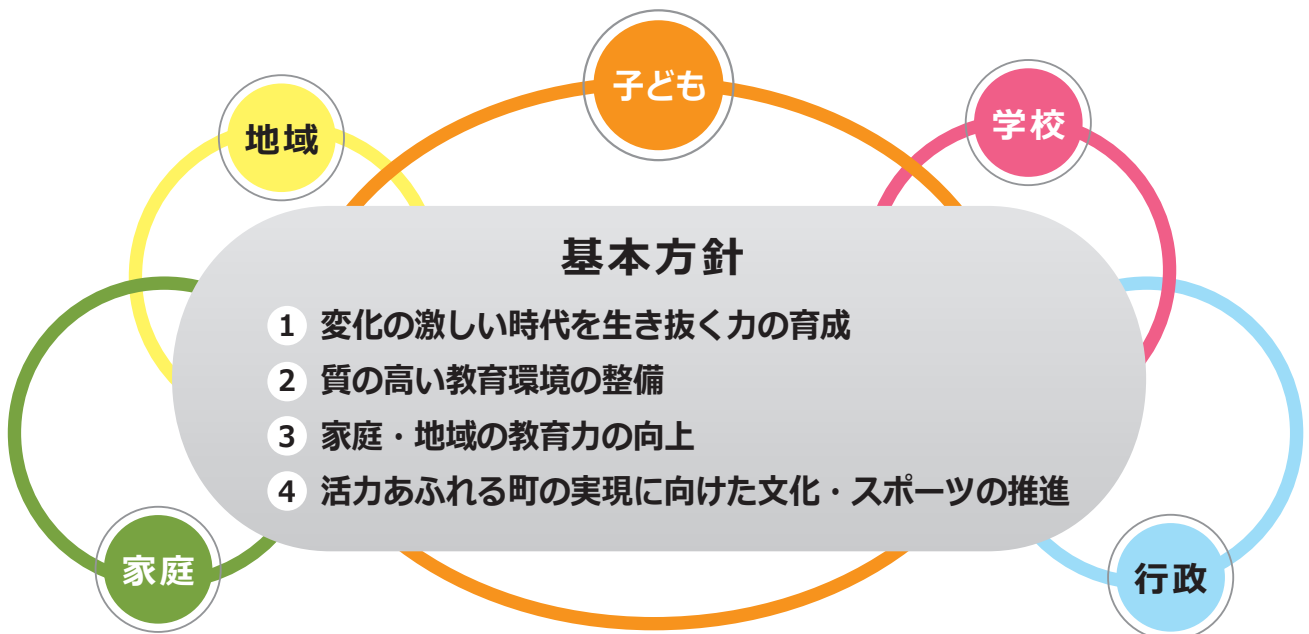 子ども
地域
学校
基本方針
1 変化の激しい時代を生き抜く力の育成
2 質の高い教育環境の整備
3 家庭・地域の教育力の向上
4 活力あふれる町の実現に向けた文化・スポーツの推進
家庭
行政